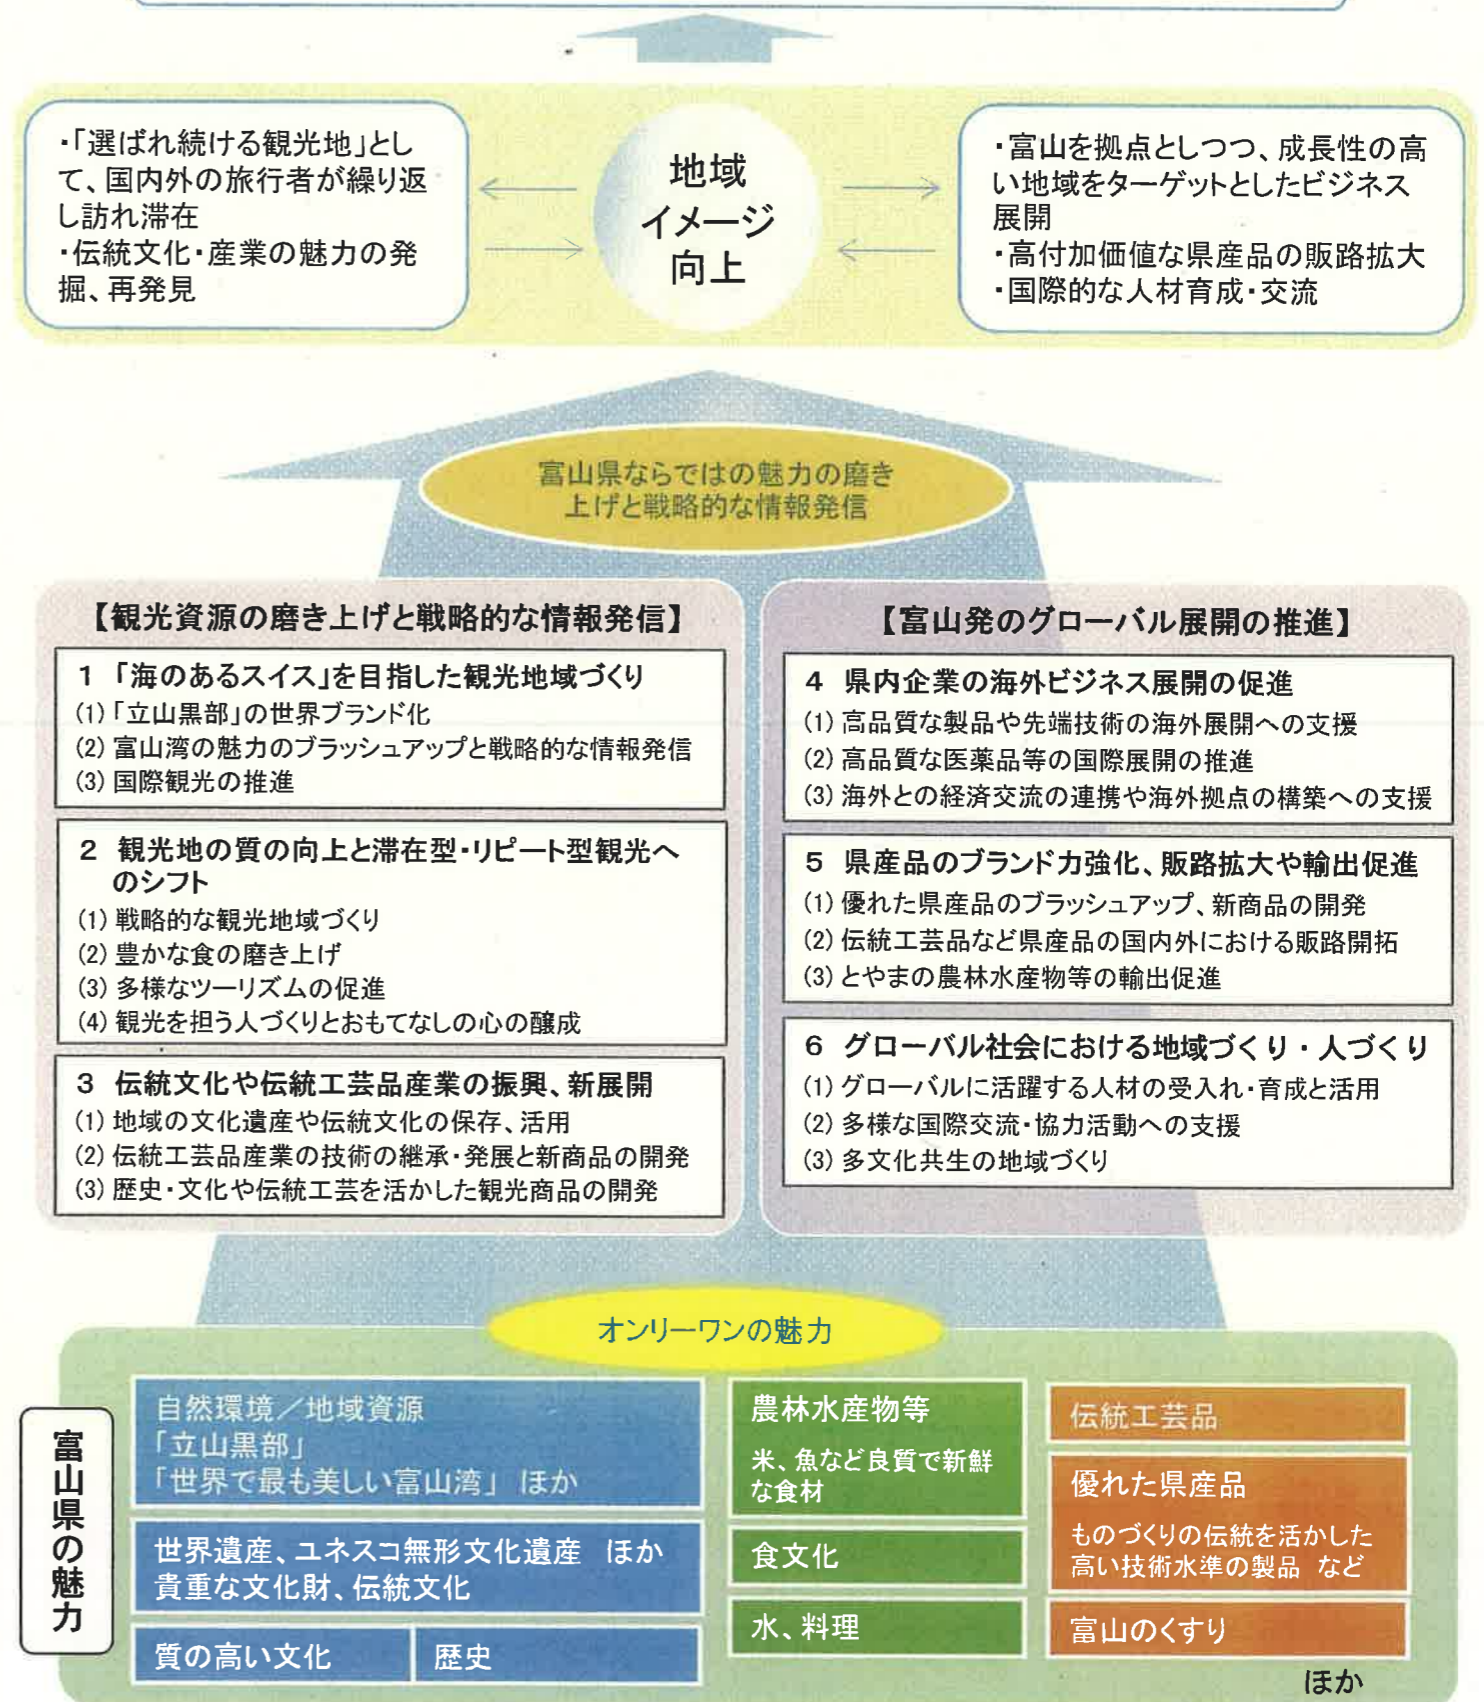 ・「選ばれ続ける観光地」とし
て、国内外の旅行者が繰り返
し訪れ滞在
・伝統文化・産業の魅力の発
掘、再発見
地域
イメージ
向上
・富山を拠点としつつ、成長性の高
い地域をターゲットとしたビジネス
展開
・高付加価値な県産品の販路拡大
・国際的な人材育成・交流
富山県ならではの魅力の磨き
上げと戦略的な情報発信
【観光資源の磨き上げと戦略的な情報発信】
1 「海のあるスイス」を目指した観光地域づくり
(1)「立山黒部」の世界ブランド化
(2) 富山湾の魅力のブラッシュアップと戦略的な情報発信
(3) 国際観光の推進
2 観光地の質の向上と滞在型・リピート型観光へ
のシフト
(1) 戦略的な観光地域づくり
(2) 豊かな食の磨き上げ
(3) 多様なツーリズムの促進
(4) 観光を担う人づくりとおもてなしの心の醸成
3 伝統文化や伝統工芸品産業の振興、新展開
(1) 地域の文化遺産や伝統文化の保存、活用
(2) 伝統工芸品産業の技術の継承・発展と新商品の開発
(3) 歴史・文化や伝統工芸を活かした観光商品の開発
【富山発のグローバル展開の推進】
4 県内企業の海外ビジネス展開の促進
(1) 高品質な製品や先端技術の海外展開への支援
(2) 高品質な医薬品等の国際展開の推進
(3) 海外との経済交流の連携や海外拠点の構築への支援
5 県産品のブランド力強化、販路拡大や輸出促進
(1) 優れた県産品のブラッシュアップ、新商品の開発
(2) 伝統工芸品など県産品の国内外における販路開拓
(3) とやまの農林水産物等の輸出促進
6 グローバル社会における地域づくり・人づくり
(1) グローバルに活躍する人材の受入れ・育成と活用
(2) 多様な国際交流・協力活動への支援
(3) 多文化共生の地域づくり
オンリーワンの魅力
富山県の魅力
自然環境／地域資源
「立山黒部」
「世界で最も美しい富山湾」 ほか
世界遺産、ユネスコ無形文化遺産 ほか
貴重な文化財、伝統文化
質の高い文化
歴史
農林水産物等
米、魚など良質で新鮮
な食材
食文化
水、料理
伝統工芸品
優れた県産品
ものづくりの伝統を活かした
高い技術水準の製品 など
富山のくすり
ほか